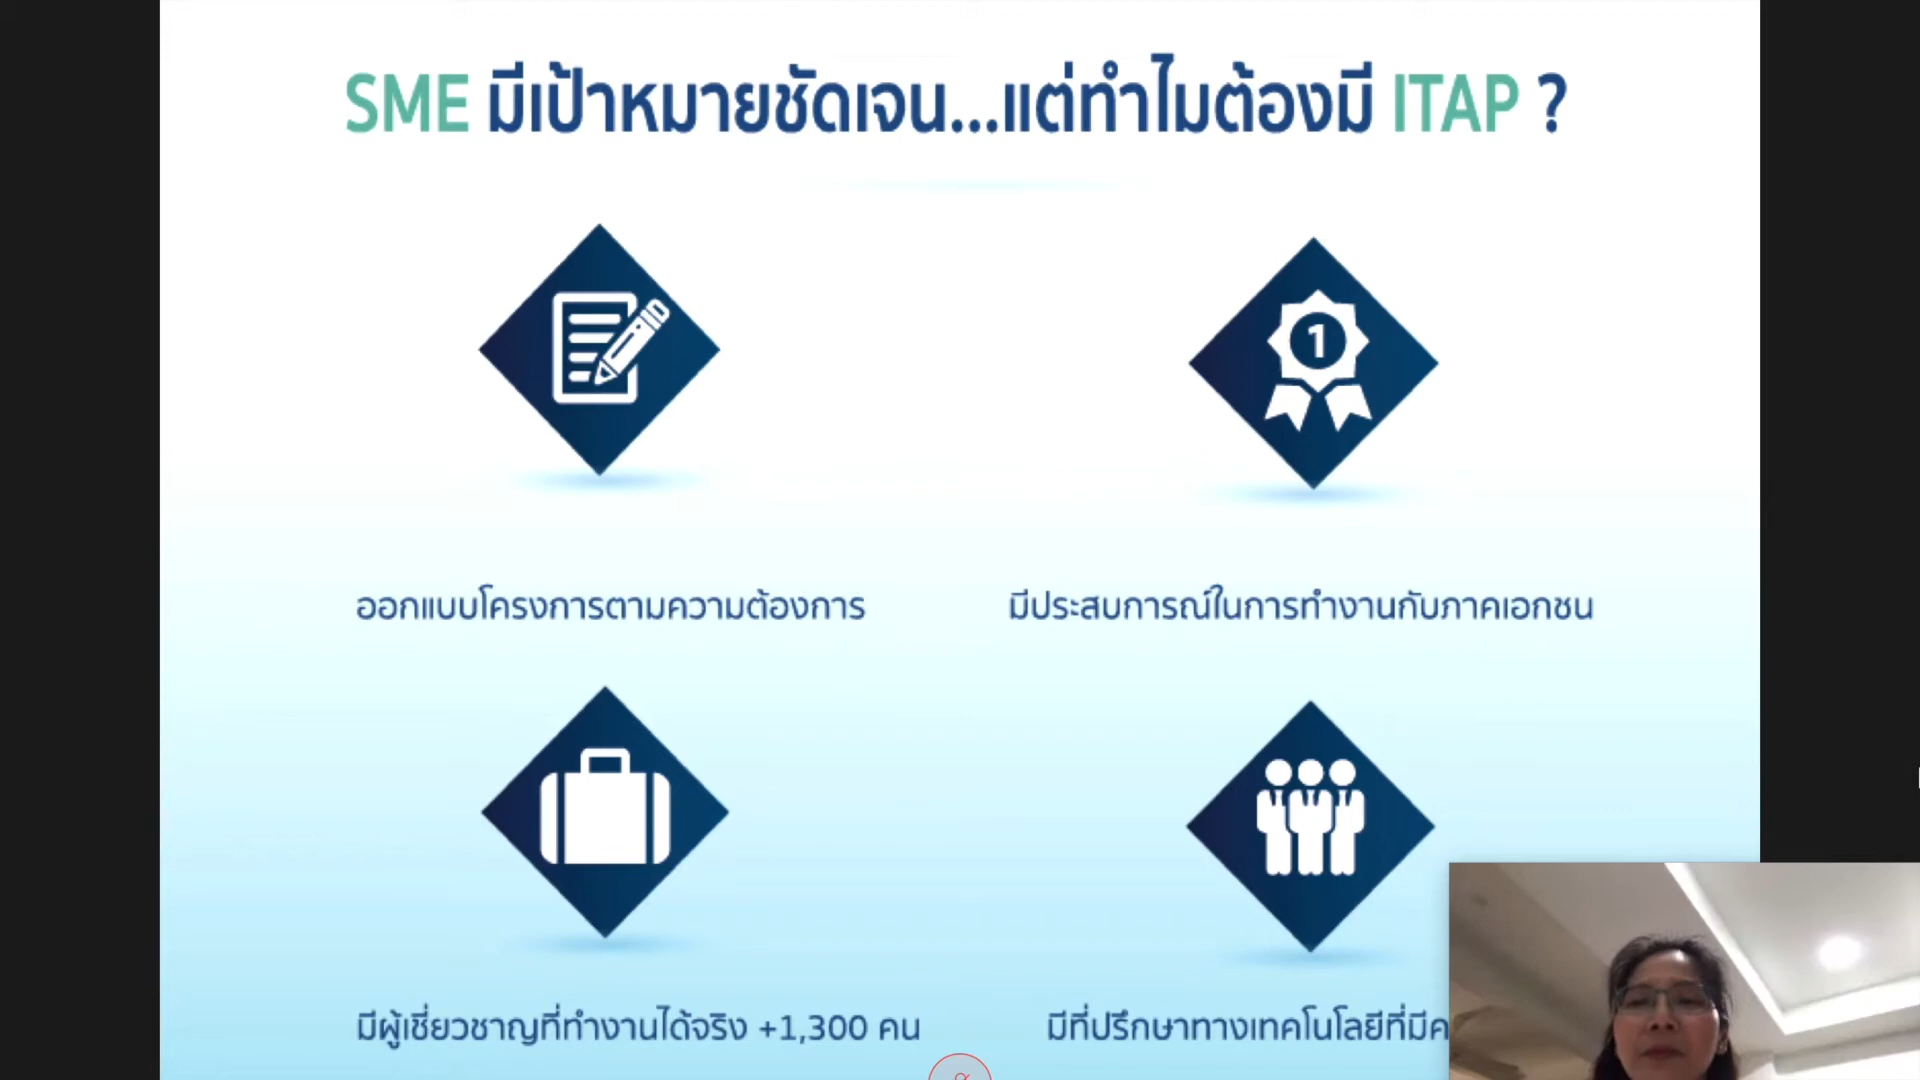 SME มีเป้าหมายชัดเจน...แต่ทำไมต้องมี ITAP ?
1
ออกแบบโครงการตามความต้องการ
มีประสบการณ์ในการทำงานกับภาคเอกชน
มีผู้เชี่ยวชาญที่ทำงานได้จริง +1,300 คน
มีที่ปรึกษาทางเทคโนโลยีที่มี